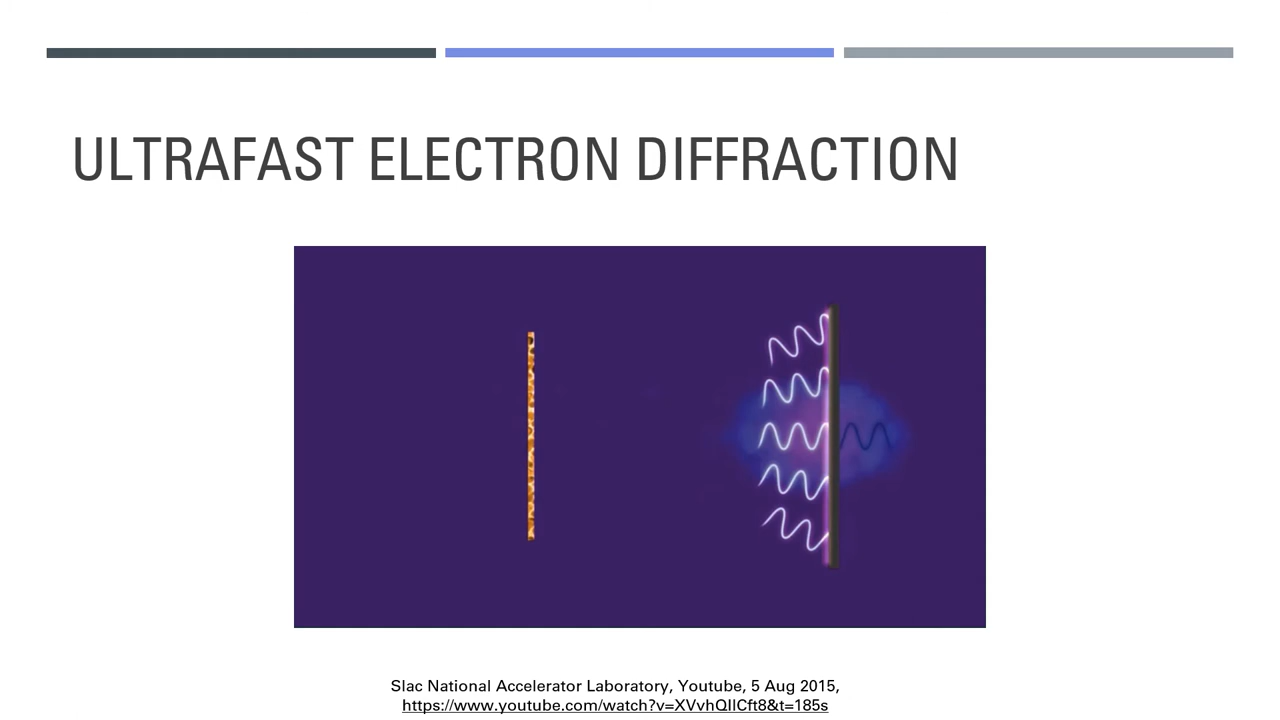 ULTRAFAST ELECTRON DIFFRACTION
Slac National Accelerator Laboratory, Youtube, 5 Aug 2015,
https://www.youtube.com/watch?v=XVvhQIlCft8&t=185s